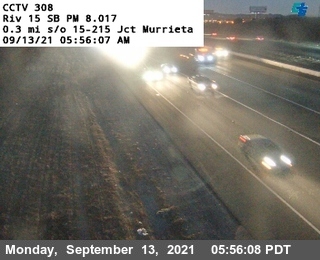 CCTV 308
Riv 15 SB PM 8.017
0.3 mi s/o 15-215 Jct Murrieta
09/13/21 05:56:07 AM
Monday, September 13, 2021 05:56:08 PDT